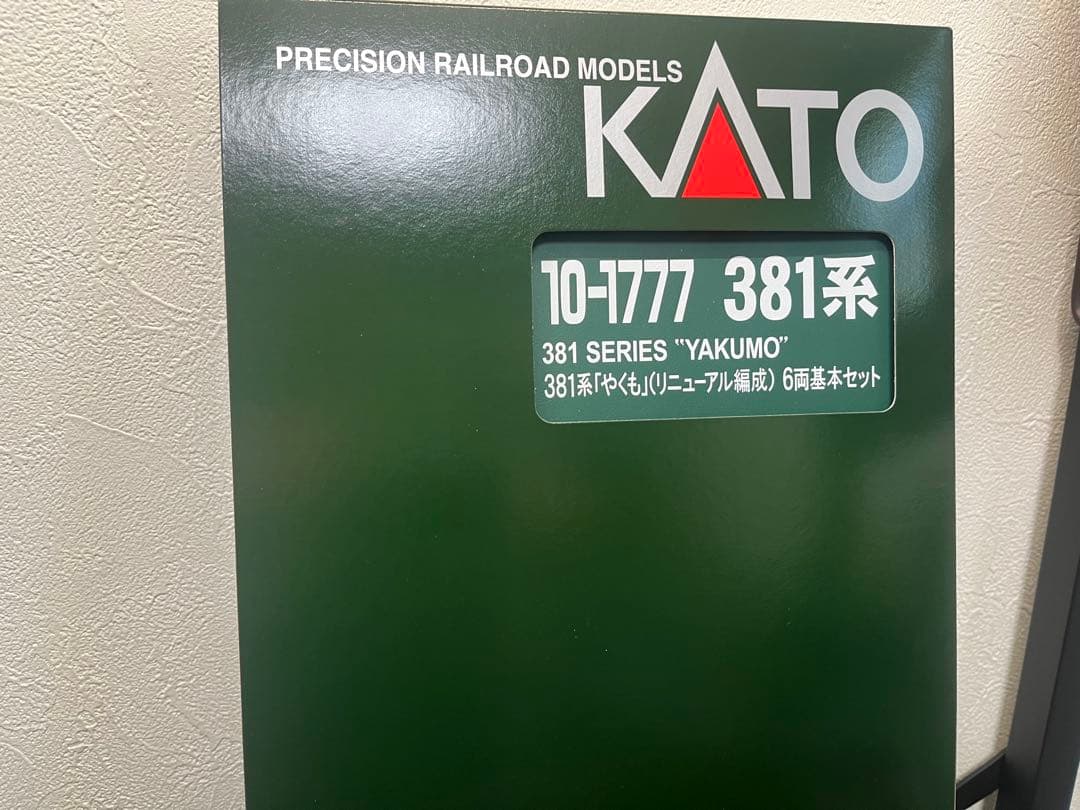 PRECISION RAILROAD MODELS
KATO
10-1777 381系
381 SERIES "YAKUMO"
381系「やくも」(リニューアル編成) 6両基本セット